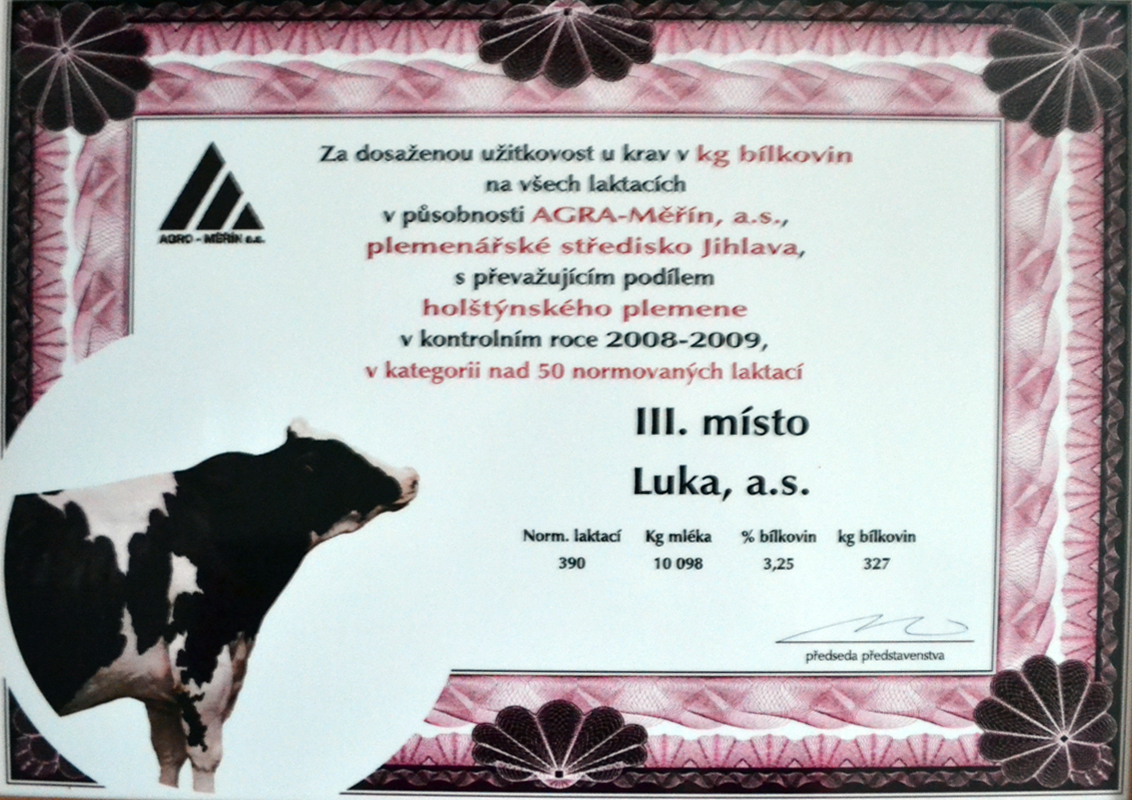 AGRO - MĚŘÍN a.s.
Za dosaženou užitkovost u krav v kg bílkovin
na všech laktacích
v působnosti AGRA-Měřín, a.s.,
plemenářské středisko Jihlava,
s převažujícím podílem
holštýnského plemene
v kontrolním roce 2008-2009,
v kategorii nad 50 normovaných laktací
III. místo
Luka, a.s.
Norm. laktací Kg mléka % bílkovin kg bílkovin
390 10 098 3,25 327
předseda představenstva